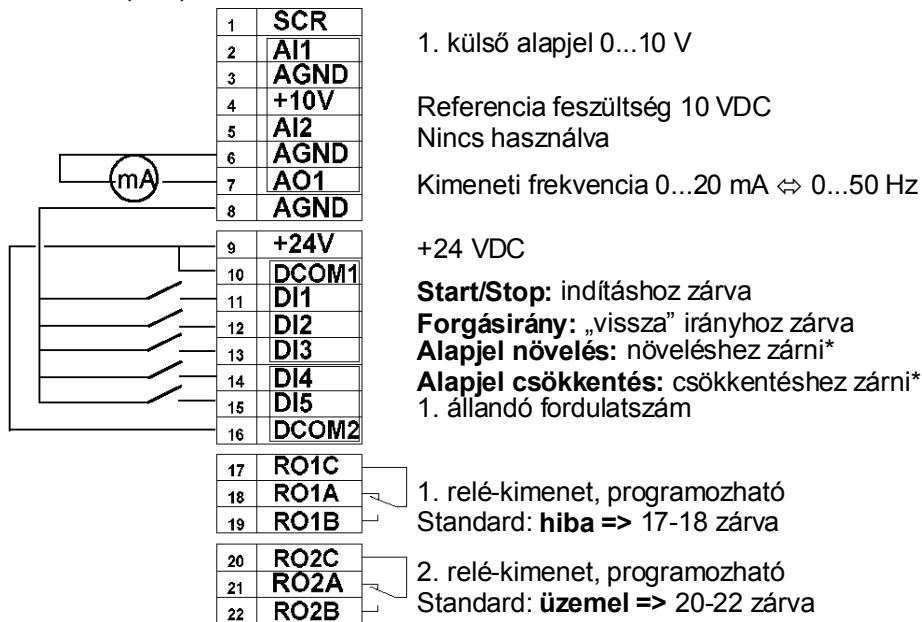 1 SCR
2 AI1 1. külső alapjel 0...10 V
3 AGND
4 +10V Referencia feszültség 10 VDC
5 AI2 Nincs használva
6 AGND
mA
7 AO1 Kimeneti frekvencia 0...20 mA ⇔ 0...50 Hz
8 AGND
9 +24V +24 VDC
10 DCOM1
11 DI1 Start/Stop: indításhoz zárva
12 DI2 Forgásirány: „vissza” irányhoz zárva
13 DI3 Alapjel növelés: növeléshez zárni*
14 DI4 Alapjel csökkentés: csökkentéshez zárni*
15 DI5 1. állandó fordulatszám
16 DCOM2
17 RO1C
18 RO1A 1. relé-kimenet, programozható
19 RO1B Standard: hiba => 17-18 zárva
20 RO2C
21 RO2A 2. relé-kimenet, programozható
22 RO2B Standard: üzemel => 20-22 zárva